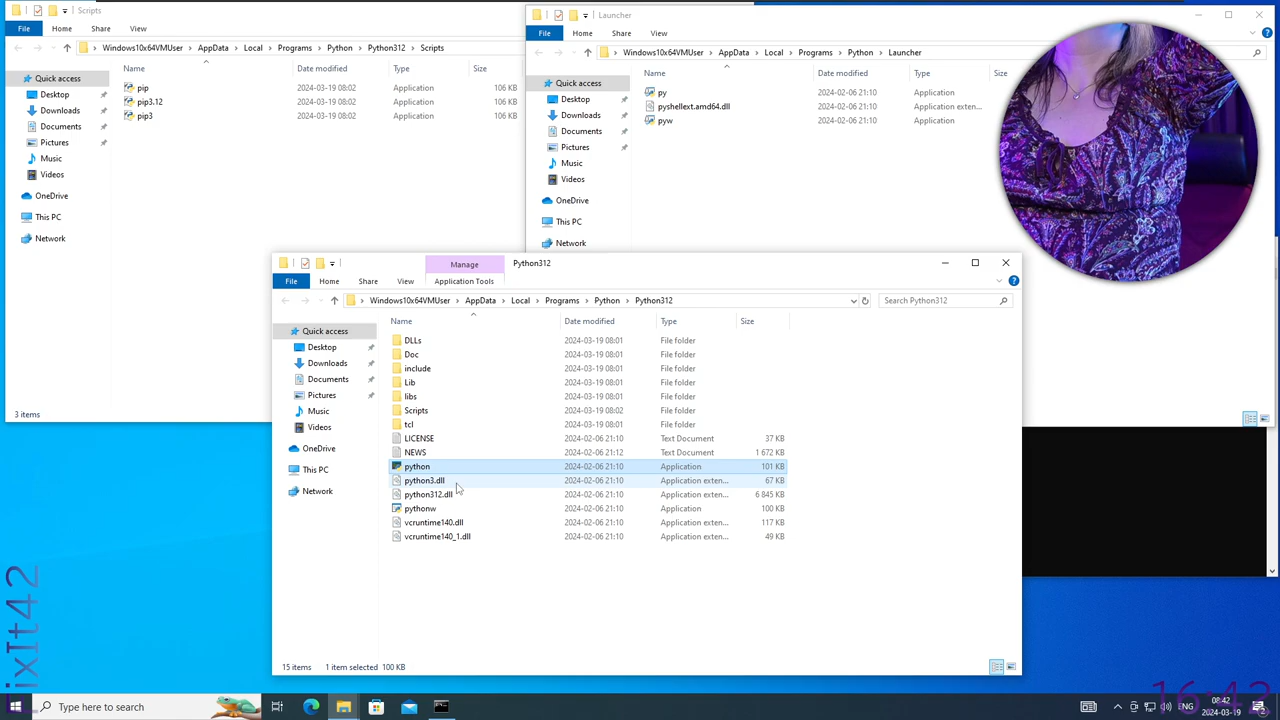 Scripts
File Home Share View
Windows10x64VMUser > AppData > Local > Programs > Python > Python312 > Scripts
Name Date modified Type Size
Quick access
Desktop
Downloads
Documents
Pictures
Music
Videos
OneDrive
This PC
Network
pip 2024-03-19 08:02 Application 106 KB
pip3.12 2024-03-19 08:02 Application 106 KB
pip3 2024-03-19 08:02 Application 106 KB
3 items
Launcher
File Home Share View
Windows10x64VMUser > AppData > Local > Programs > Python > Launcher
Name Date modified Type Size
Quick access
Desktop
Downloads
Documents
Pictures
Music
Videos
OneDrive
This PC
Network
py 2024-02-06 21:10 Application
pyshellext.amd64.dll 2024-02-06 21:10 Application exten...
pyw 2024-02-06 21:10 Application
Manage Python312
File Home Share View Application Tools
Windows10x64VMUser > AppData > Local > Programs > Python > Python312
Search Python312
Name Date modified Type Size
Quick access
Desktop
Downloads
Documents
Pictures
Music
Videos
OneDrive
This PC
Network
DLLs 2024-03-19 08:01 File folder
Doc 2024-03-19 08:01 File folder
include 2024-03-19 08:01 File folder
Lib 2024-03-19 08:01 File folder
libs 2024-03-19 08:01 File folder
Scripts 2024-03-19 08:02 File folder
tcl 2024-03-19 08:01 File folder
LICENSE 2024-02-06 21:10 Text Document 37 KB
NEWS 2024-02-06 21:12 Text Document 1 672 KB
python 2024-02-06 21:10 Application 101 KB
python3.dll 2024-02-06 21:10 Application exten... 67 KB
python312.dll 2024-02-06 21:10 Application exten... 6 845 KB
pythonw 2024-02-06 21:10 Application 100 KB
vcruntime140.dll 2024-02-06 21:10 Application exten... 117 KB
vcruntime140_1.dll 2024-02-06 21:10 Application exten... 49 KB
15 items 1 item selected 100 KB
ixIt42
16:42
Type here to search
ENG
08:42
2024-03-19
2